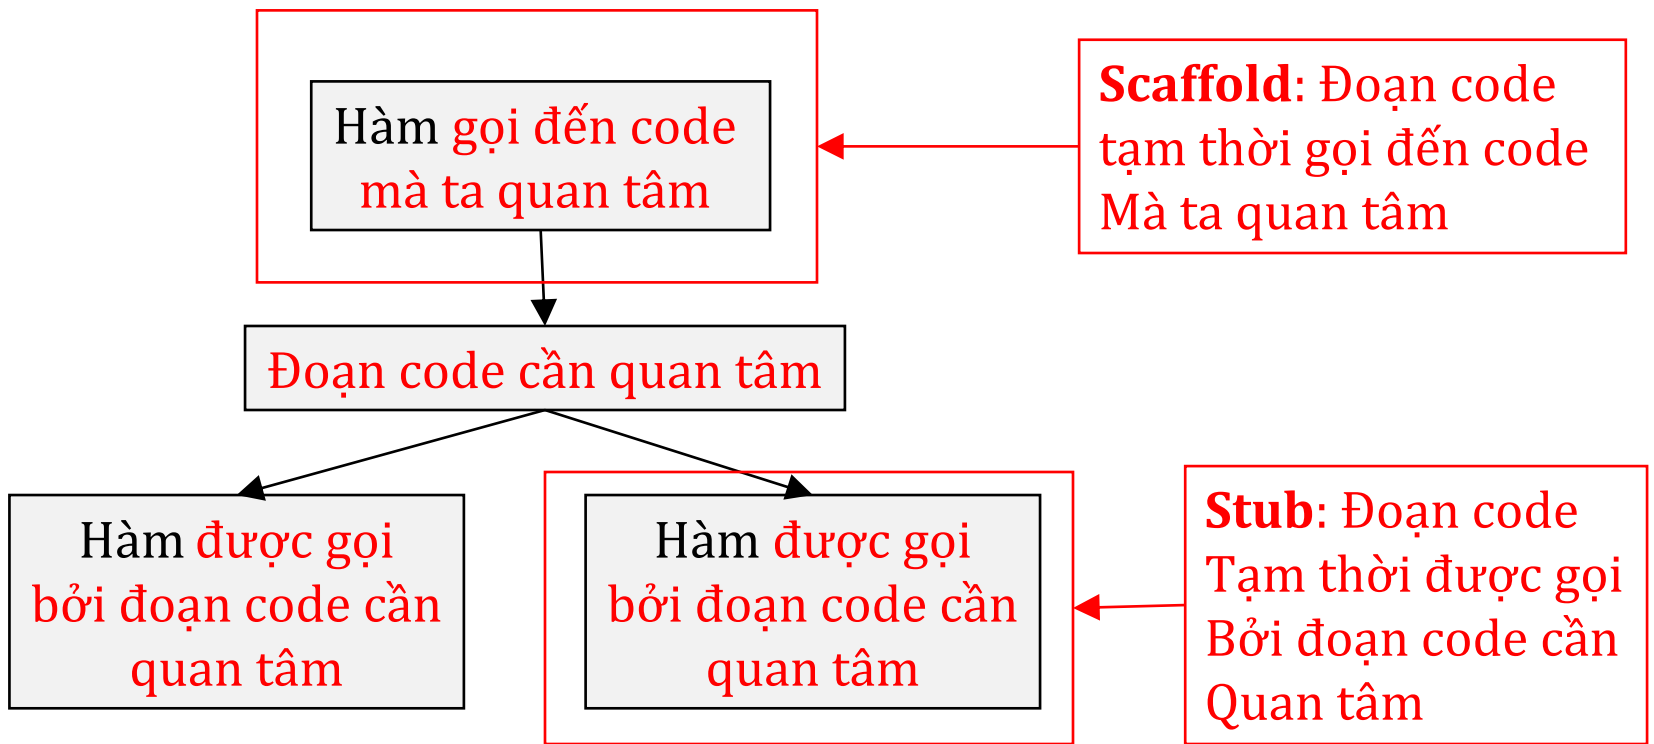 Hàm gọi đến code
mà ta quan tâm
Scaffold: Đoạn code
tạm thời gọi đến code
Mà ta quan tâm
Đoạn code cần quan tâm
Hàm được gọi
bởi đoạn code cần
quan tâm
Hàm được gọi
bởi đoạn code cần
quan tâm
Stub: Đoạn code
Tạm thời được gọi
Bởi đoạn code cần
Quan tâm